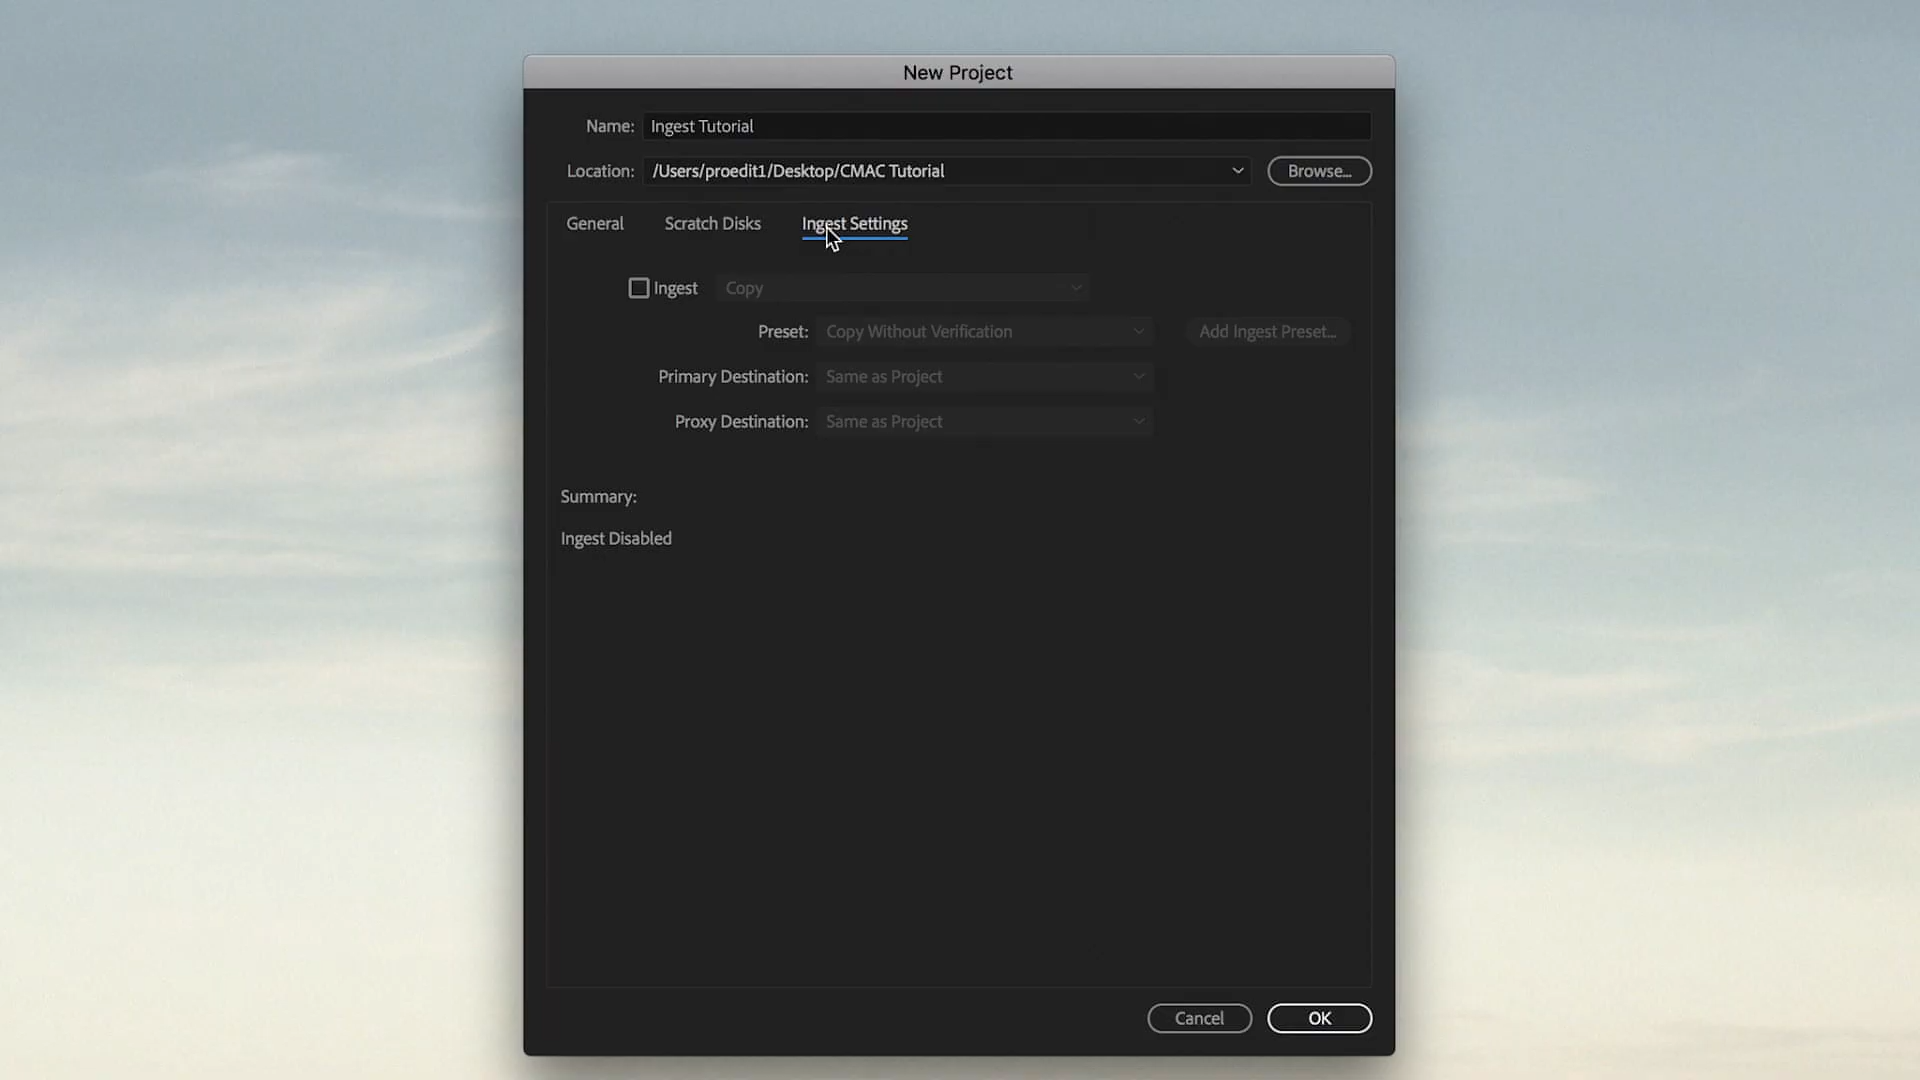 New Project
Name: Ingest Tutorial
Location: /Users/proedit1/Desktop/CMAC Tutorial Browse...
General Scratch Disks Ingest Settings
Ingest Copy
Preset: Copy Without Verification Add Ingest Preset...
Primary Destination: Same as Project
Proxy Destination: Same as Project
Summary:
Ingest Disabled
Cancel OK